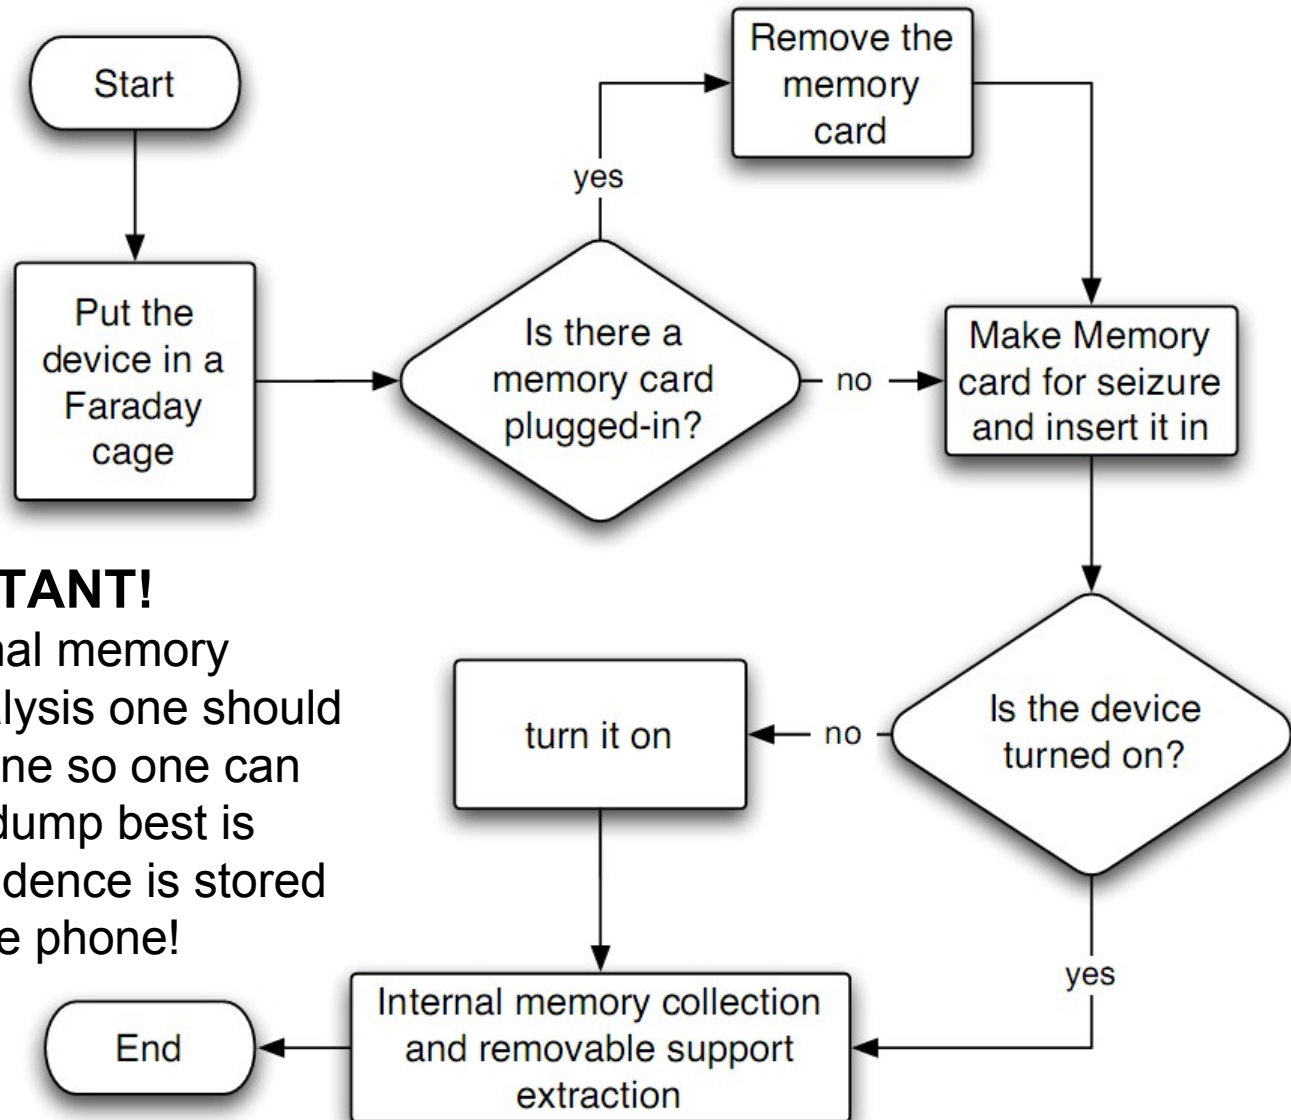 Start
Put the
device in a
Faraday
cage
Is there a
memory card
plugged-in?
yes
Remove the
memory
card
no
Make Memory
card for seizure
and insert it in
Is the device
turned on?
no
turn it on
yes
Internal memory collection
and removable support
extraction
End
TANT!
nal memory
alysis one should
ne so one can
dump best is
idence is stored
e phone!